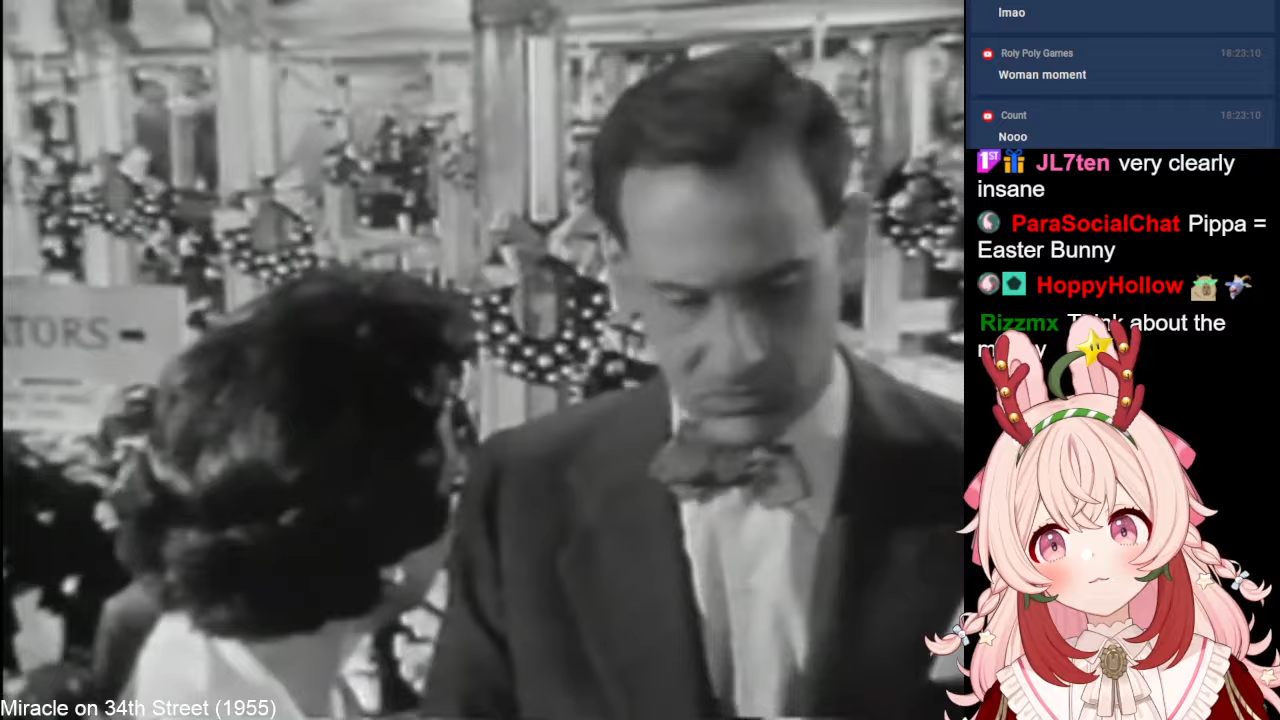 lmao
Roly Poly Games 18:23:10
Woman moment
Count 18:23:10
Nooo
JL7ten very clearly
insane
ParaSocialChat Pippa =
Easter Bunny
HoppyHollow
Rizzmx Think about the
ATORS -
Miracle on 34th Street (1955)